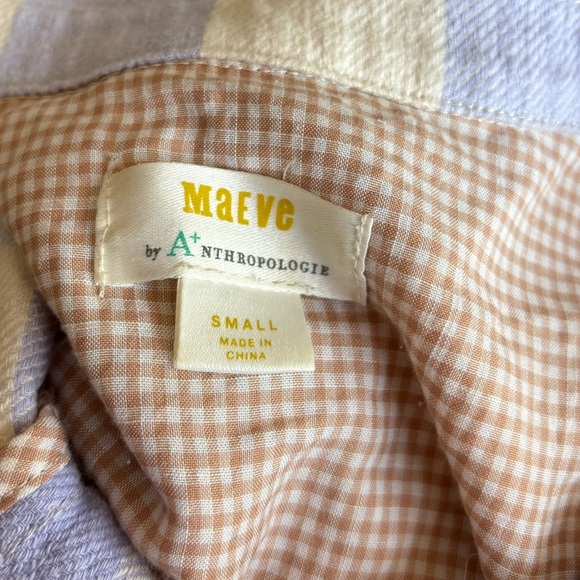 MAEVE
by A+NTHROPOLOGIE
SMALL
MADE IN
CHINA